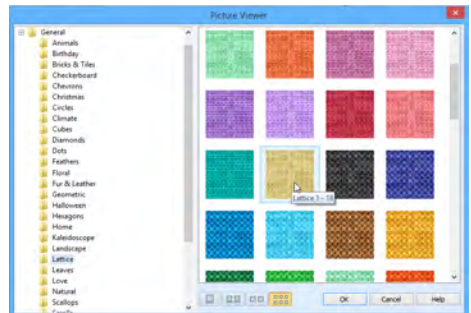 Picture Viewer
General
Animals
Birthday
Bricks & Tiles
Checkerboard
Chevrons
Christmas
Circles
Climate
Cubes
Diamonds
Dots
Feathers
Floral
Fur & Leather
Geometric
Halloween
Hexagons
Home
Kaleidoscope
Landscape
Lattice
Leaves
Love
Natural
Scallops
Lattice 1 - 18
OK
Cancel
Help